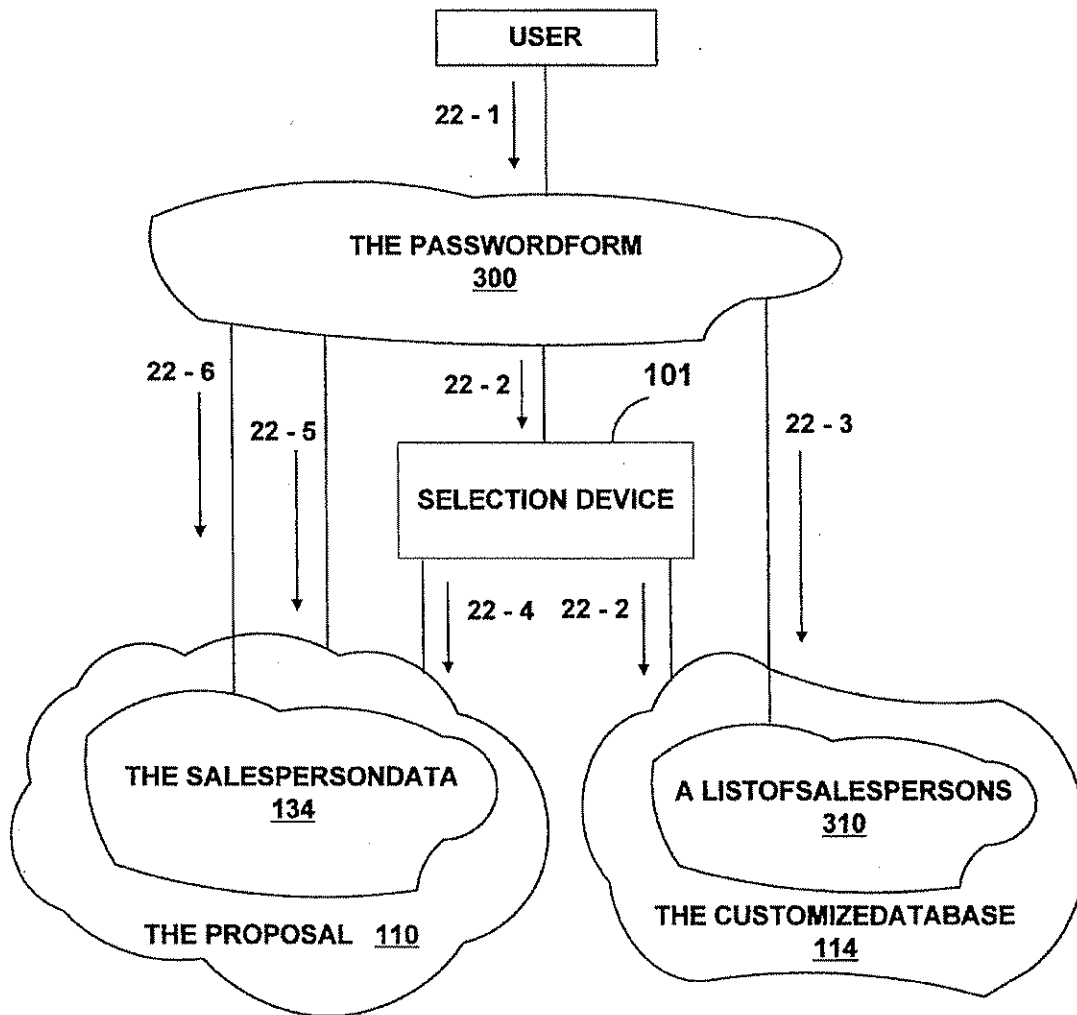 USER
22 - 1
THE PASSWORDFORM
300
22 - 6
22 - 2
101
22 - 5
22 - 3
SELECTION DEVICE
22 - 4
22 - 2
THE SALESPERSONDATA
134
A LISTOFSALESPERSONS
310
THE PROPOSAL 110
THE CUSTOMIZEDATABASE
114